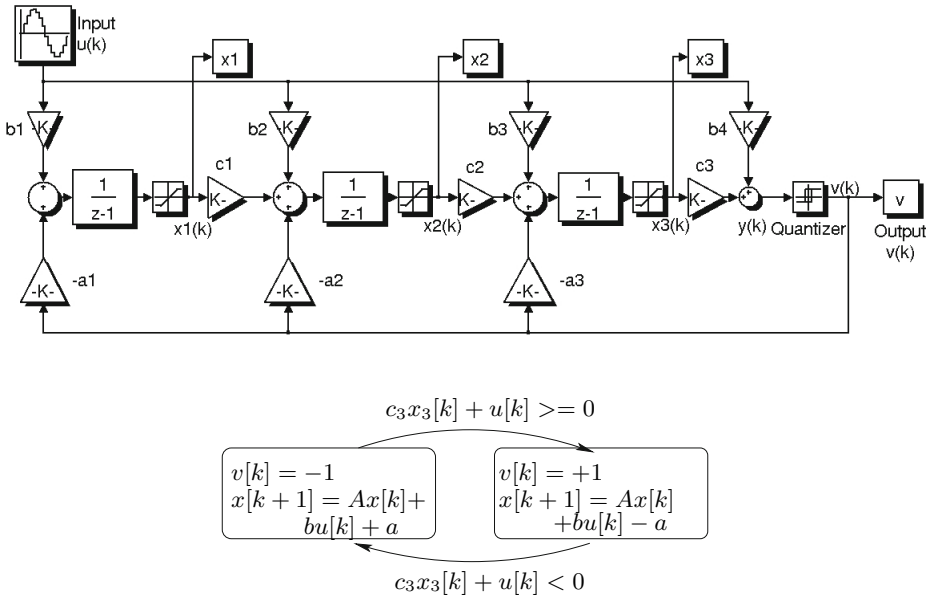 Input
u(k)
x1
x2
x3
b1
-K-
b2
-K-
b3
-K-
b4
-K-
c1
c2
c3
1
z-1
K-
1
z-1
K-
1
z-1
K-
v(k)
v
x1(k)
x2(k)
x3(k)
y(k)
Quantizer
Output
v(k)
-K-
-a1
-K-
-a2
-K-
-a3
c₃x₃[k] + u[k] >= 0
v[k] = −1
x[k + 1] = Ax[k]+
bu[k] + a
v[k] = +1
x[k + 1] = Ax[k]
+bu[k] − a
c₃x₃[k] + u[k] < 0